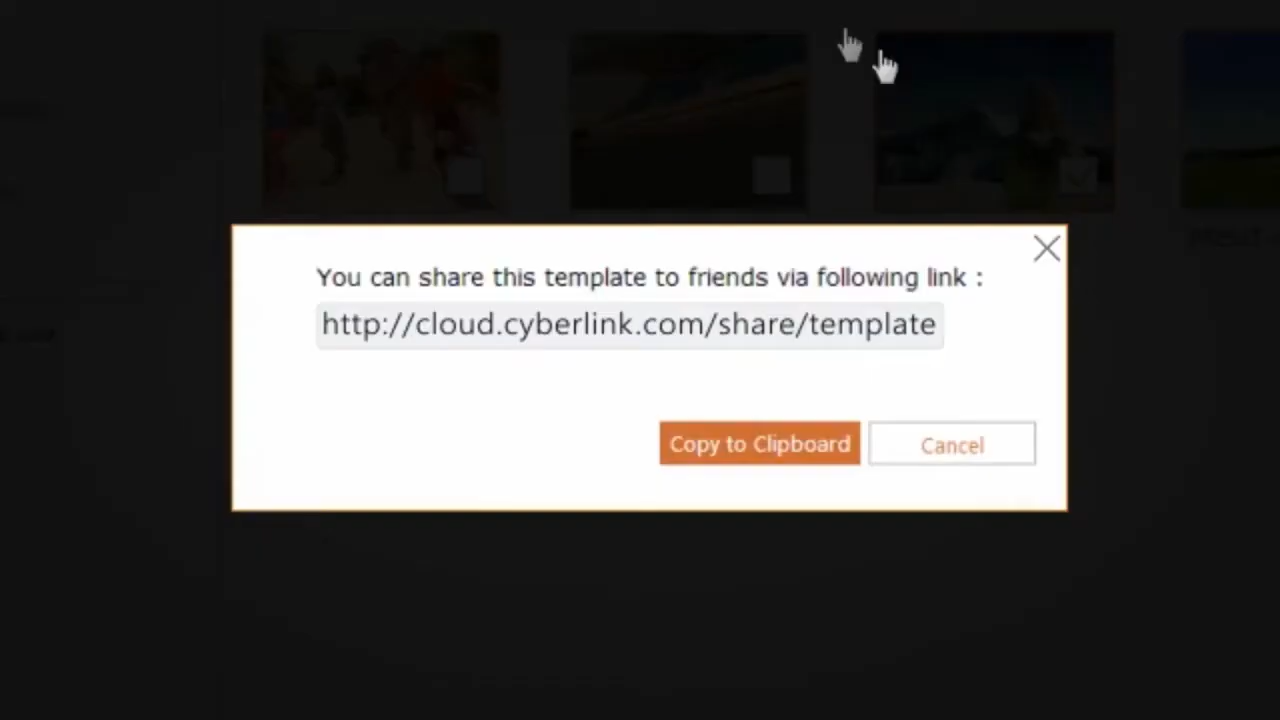 You can share this template to friends via following link :
http://cloud.cyberlink.com/share/template
Copy to Clipboard
Cancel